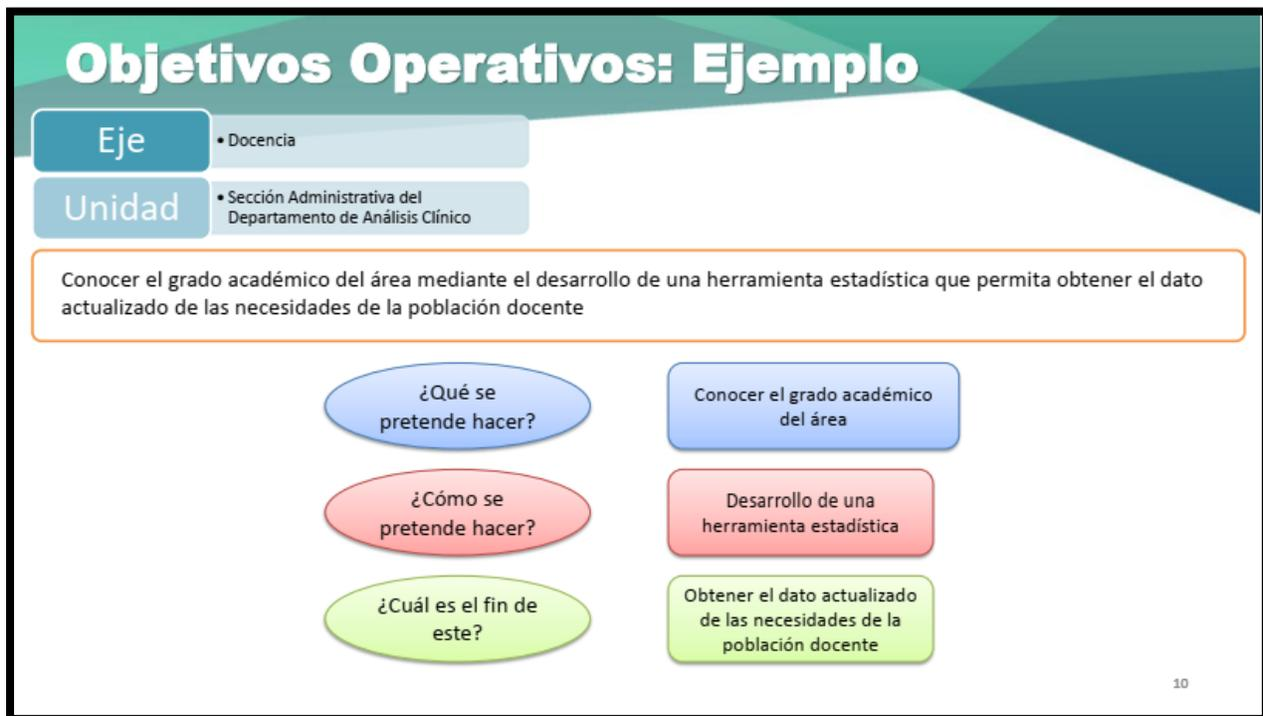 Objetivos Operativos: Ejemplo
Eje
• Docencia
Unidad
• Sección Administrativa del
Departamento de Análisis Clínico
Conocer el grado académico del área mediante el desarrollo de una herramienta estadística que permita obtener el dato
actualizado de las necesidades de la población docente
¿Qué se
pretende hacer?
Conocer el grado académico
del área
¿Cómo se
pretende hacer?
Desarrollo de una
herramienta estadística
¿Cuál es el fin de
este?
Obtener el dato actualizado
de las necesidades de la
población docente
10